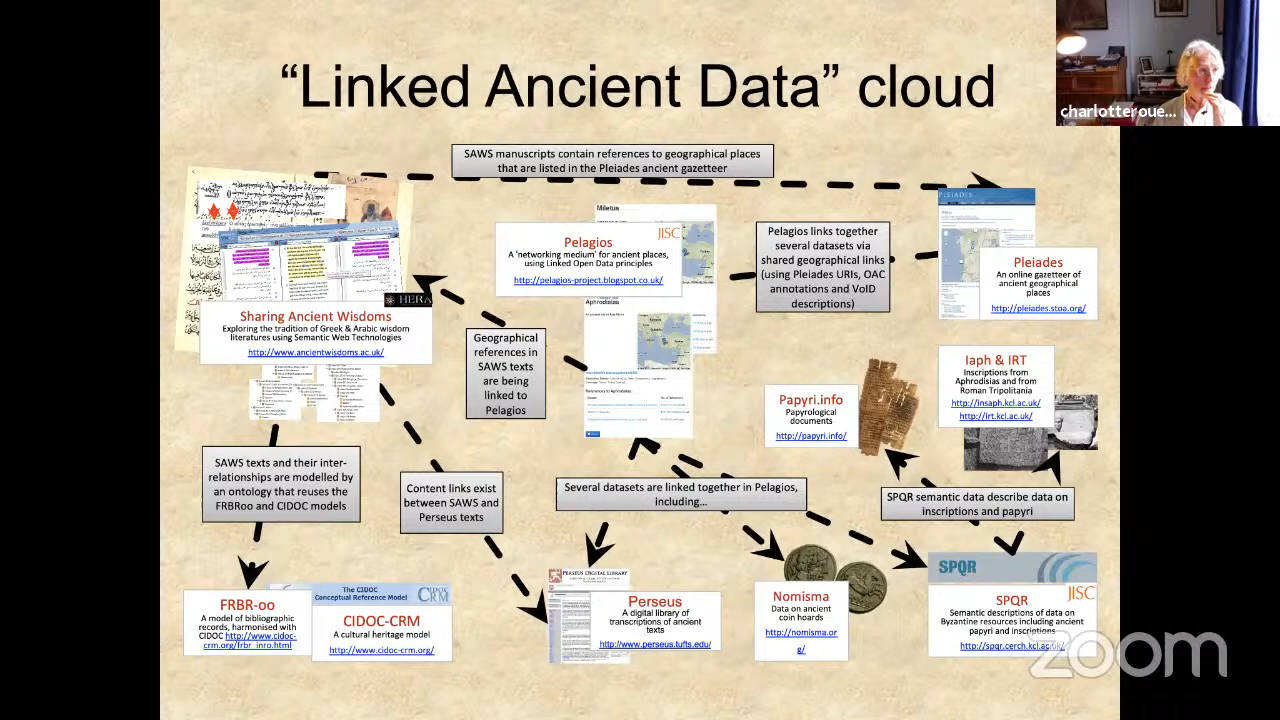 “Linked Ancient Data” cloud
charlotteroue...
SAWS manuscripts contain references to geographical places
that are listed in the Pleiades ancient gazetteer
Miletus
JISC
Pelagios
A ‘networking medium’ for ancient places,
using Linked Open Data principles
http://pelagios-project.blogspot.co.uk/
Pelagios links together
several datasets via
shared geographical links
(using Pleiades URIs, OAC
annotations and VoID
descriptions)
PLEIADES
Pleiades
An online gazetteer of
ancient geographical
places
http://pleiades.stoa.org/
HERA
Sharing Ancient Wisdoms
Exploring the tradition of Greek & Arabic wisdom
literatures using Semantic Web Technologies
http://www.ancientwisdoms.ac.uk/
Geographical
references in
SAWS texts
are being
linked to
Pelagios
Aphrodisias
Papyri.info
Papyrological
documents
http://papyri.info/
Iaph & IRT
Inscriptions from
Aphrodisias and from
Roman Tripolitania
http://insaph.kcl.ac.uk/
http://irt.kcl.ac.uk/
SAWS texts and their inter-
relationships are modelled by
an ontology that reuses the
FRBRoo and CIDOC models
Content links exist
between SAWS and
Perseus texts
Several datasets are linked together in Pelagios,
including...
SPQR semantic data describe data on
inscriptions and papyri
FRBR-oo
A model of bibliographic
records, harmonised with
CIDOC http://www.cidoc-
crm.org/frbr_inro.html
The CIDOC
Conceptual Reference Model
CRM
CIDOC-CRM
A cultural heritage model
http://www.cidoc-crm.org/
PERSEUS DIGITAL LIBRARY
Perseus
A digital library of
transcriptions of ancient
texts
http://www.perseus.tufts.edu/
Nomisma
Data on ancient
coin hoards
http://nomisma.or
g/
SPQR
JISC
SPQR
Semantic descriptions of data on
Byzantine resources including ancient
papyri and inscriptions
http://spqr.cerch.kcl.ac.uk/
zoom